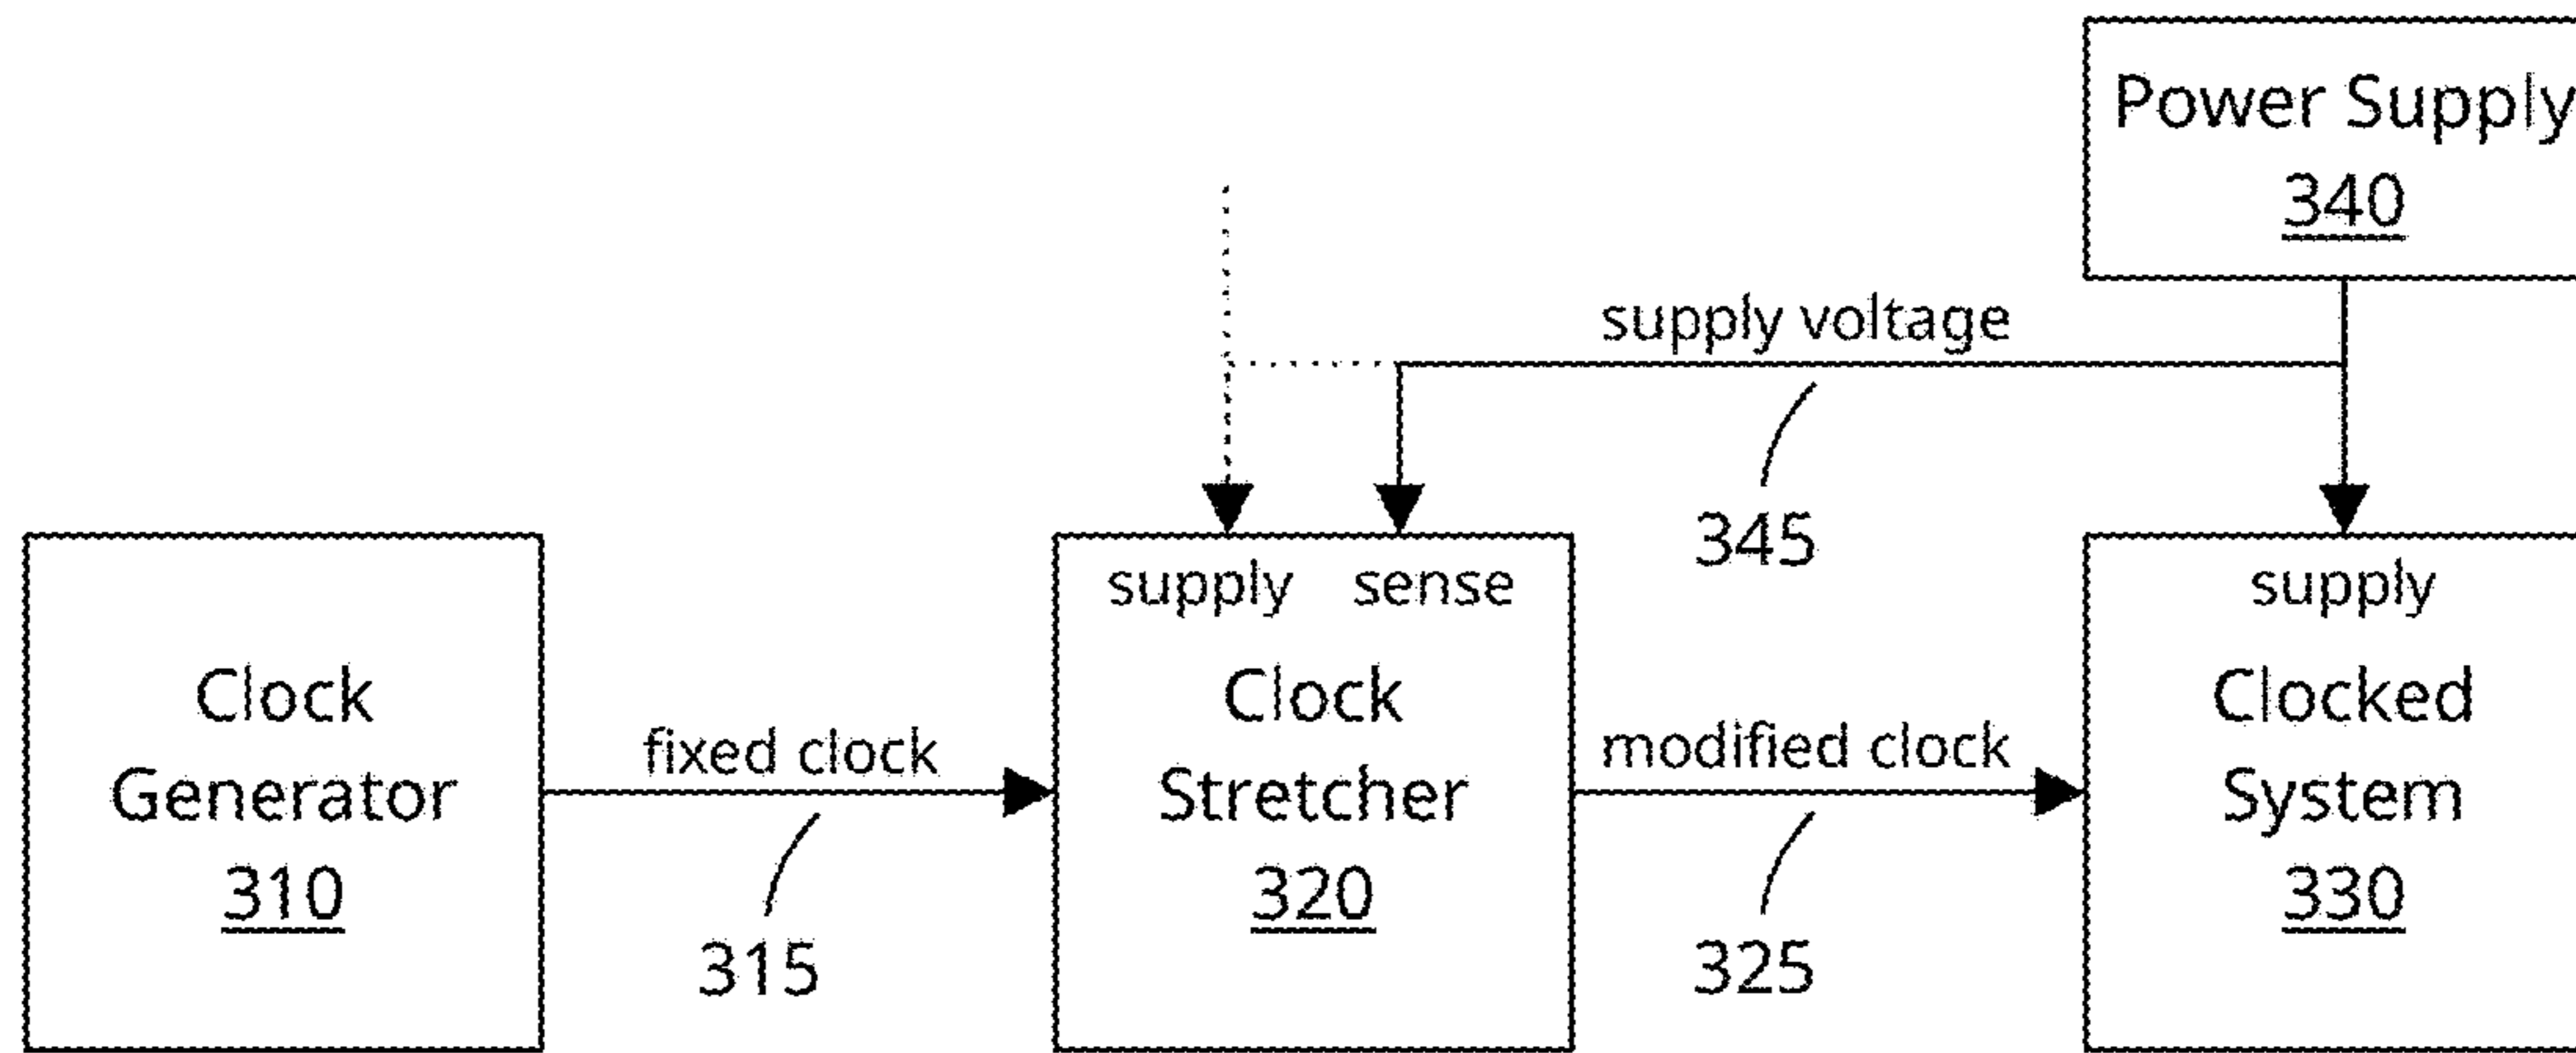 Power Supply
340
supply voltage
345
supply sense
supply
Clock
Generator
310
fixed clock
315
Clock
Stretcher
320
modified clock
325
Clocked
System
330